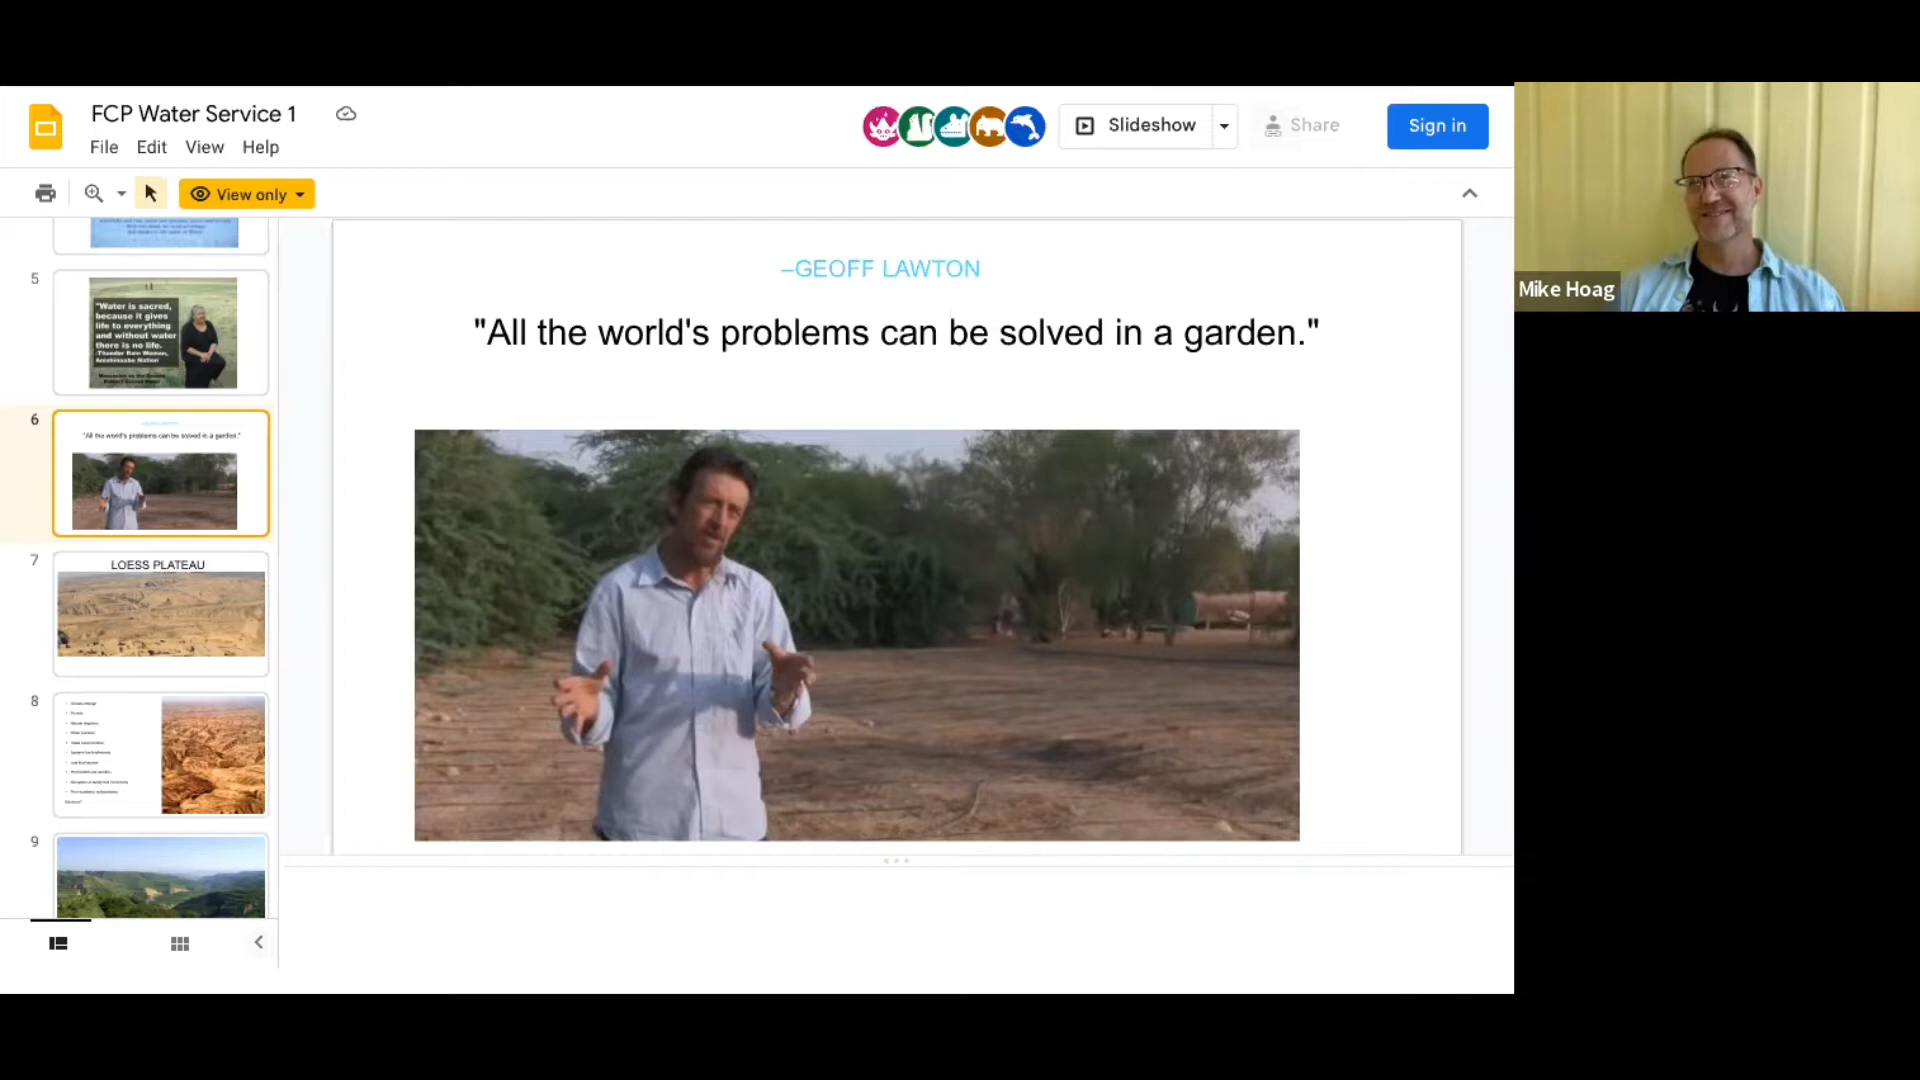 FCP Water Service 1
File Edit View Help
Slideshow
Share
Sign in
View only
Mike Hoag
5
"Water is sacred,
because it gives
life to everything
and without water
there is no life.
-Thunder Rain Woman,
Anishinaabe Nation
6
"All the world's problems can be solved in a garden."
7
LOESS PLATEAU
8
9
–GEOFF LAWTON
"All the world's problems can be solved in a garden."